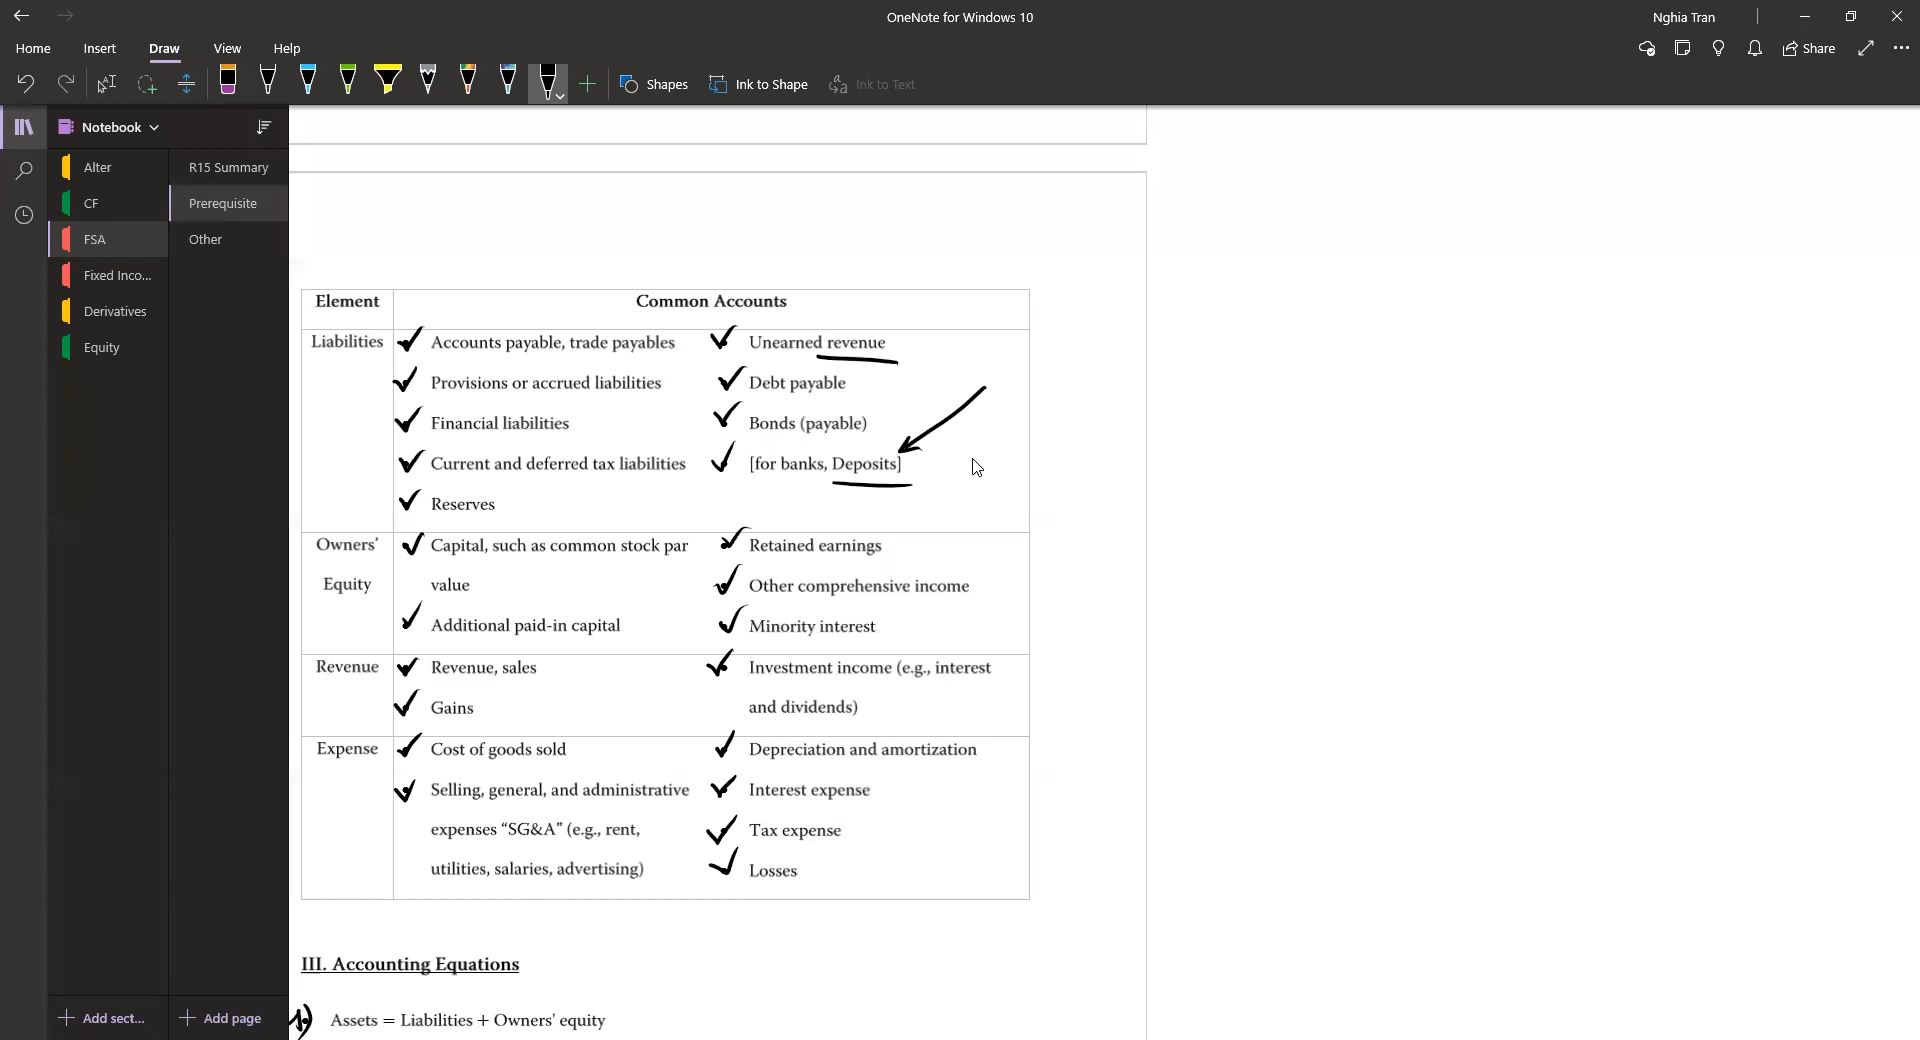 OneNote for Windows 10
Nghia Tran
Home Insert Draw View Help
Share
Shapes Ink to Shape Ink to Text
Notebook
Alter
CF
FSA
Fixed Inco...
Derivatives
Equity
R15 Summary
Prerequisite
Other
Element Common Accounts
Liabilities Accounts payable, trade payables Unearned revenue
Provisions or accrued liabilities Debt payable
Financial liabilities Bonds (payable)
Current and deferred tax liabilities [for banks, Deposits]
Reserves
Owners' Capital, such as common stock par Retained earnings
Equity value Other comprehensive income
Additional paid-in capital Minority interest
Revenue Revenue, sales Investment income (e.g., interest
Gains and dividends)
Expense Cost of goods sold Depreciation and amortization
Selling, general, and administrative Interest expense
expenses “SG&A” (e.g., rent, Tax expense
utilities, salaries, advertising) Losses
III. Accounting Equations
Assets = Liabilities + Owners' equity
Add sect... Add page